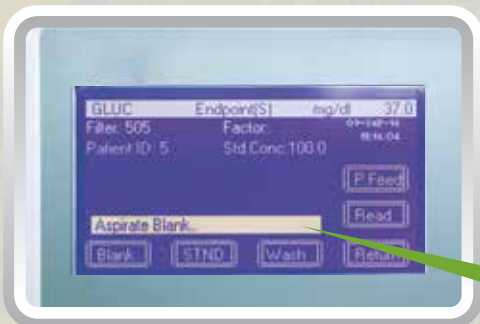 GLUC Endpoint[S] mg/dl 37.0
Filter: 505 Factor:
Patient ID: 5 Std.Conc:100.0
P Feed
Read
Aspirate Blank..
Blank STND Wash Return